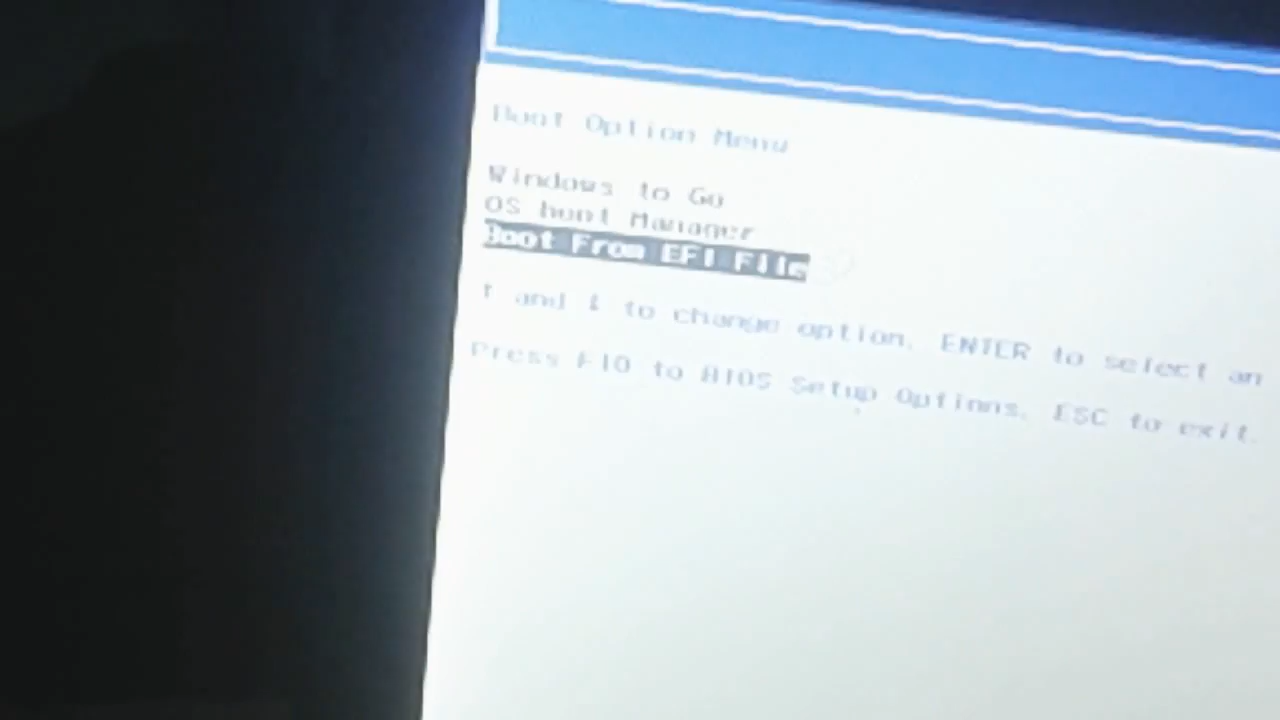 Boot Option Menu
Windows to Go
OS boot Manager
Boot From EFI File
↑ and ↓ to change option, ENTER to select an
Press F10 to BIOS Setup Options, ESC to exit.